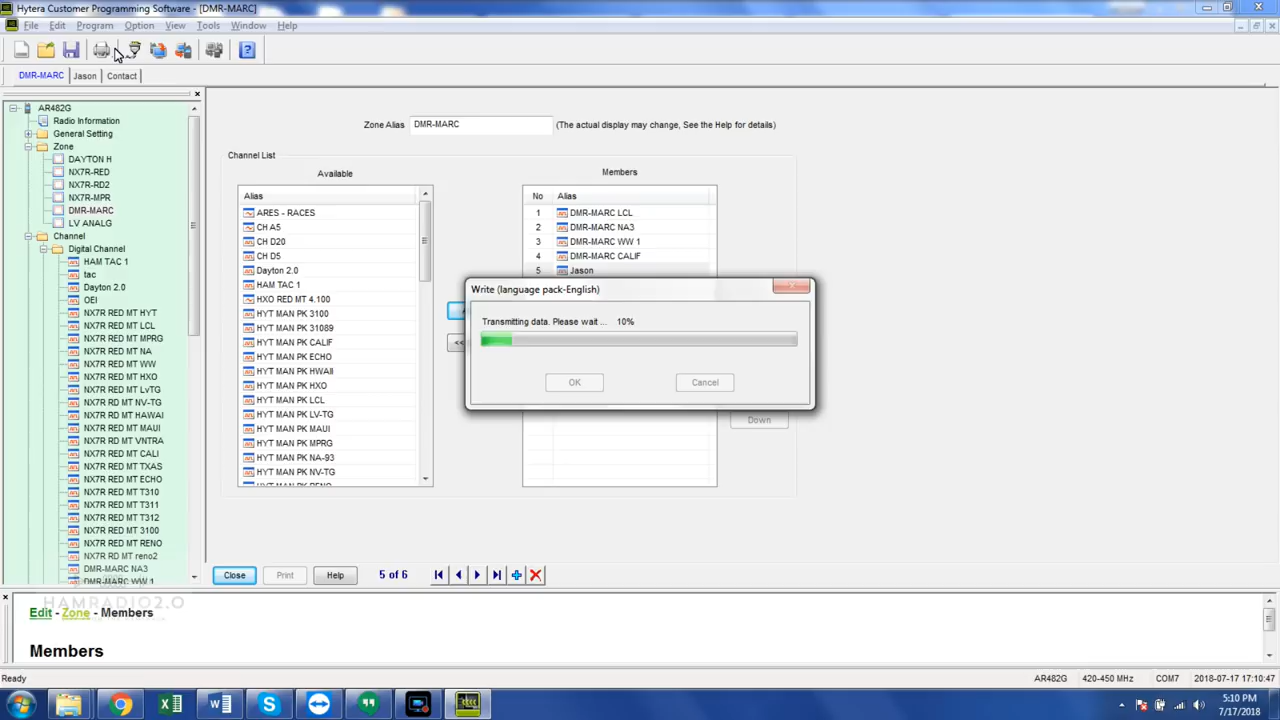 Hytera Customer Programming Software - [DMR-MARC]
File Edit Program Option View Tools Window Help
DMR-MARC Jason Contact
AR482G
Radio Information
General Setting
Zone
DAYTON H
NX7R-RED
NX7R-RD2
NX7R-MPR
DMR-MARC
LV ANALG
Channel
Digital Channel
HAM TAC 1
tac
Dayton 2.0
OEI
NX7R RED MT HYT
NX7R RED MT LCL
NX7R RED MT MPRG
NX7R RED MT NA
NX7R RED MT WW
NX7R RED MT HXO
NX7R RED MT LvTG
NX7R RD MT NV-TG
NX7R RD MT HAWAI
NX7R RED MT MAUI
NX7R RD MT VNTRA
NX7R RED MT CALI
NX7R RED MT TXAS
NX7R RED MT ECHO
NX7R RED MT T310
NX7R RED MT T311
NX7R RED MT T312
NX7R RED MT 3100
NX7R RED MT RENO
NX7R RD MT reno2
DMR-MARC NA3
DMR-MARC WW 1
Zone Alias DMR-MARC (The actual display may change, See the Help for details)
Channel List
Available
Alias
ARES - RACES
CH A5
CH D20
CH D5
Dayton 2.0
HAM TAC 1
HXO RED MT 4.100
HYT MAN PK 3100
HYT MAN PK 31089
HYT MAN PK CALIF
HYT MAN PK ECHO
HYT MAN PK HWAII
HYT MAN PK HXO
HYT MAN PK LCL
HYT MAN PK LV-TG
HYT MAN PK MAUI
HYT MAN PK MPRG
HYT MAN PK NA-93
HYT MAN PK NV-TG
HYT MAN PK RENO
<<
Members
No Alias
1 DMR-MARC LCL
2 DMR-MARC NA3
3 DMR-MARC WW 1
4 DMR-MARC CALIF
5 Jason
Down
Write (language pack-English)
Transmitting data. Please wait ... 10%
OK Cancel
Close Print Help 5 of 6
HAMRADIO2.0
Edit - Zone - Members
Members
Ready AR482G 420-450 MHz COM7 2018-07-17 17:10:47
5:10 PM
7/17/2018